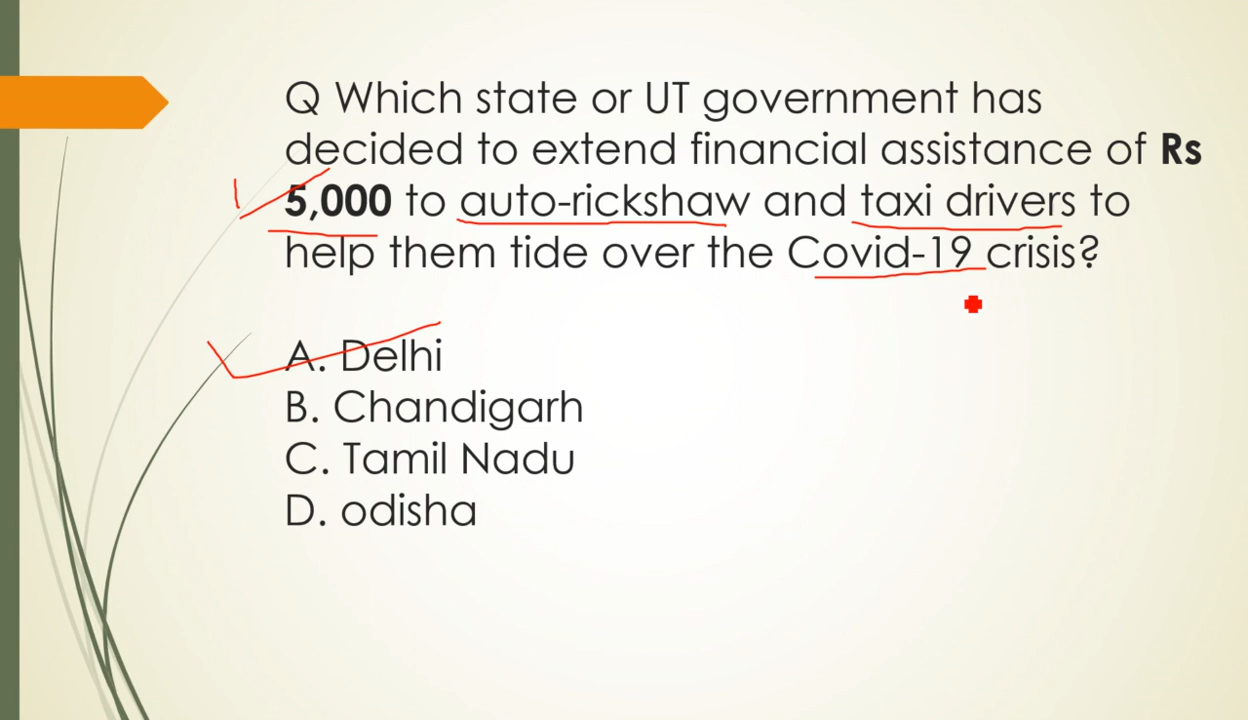 Q Which state or UT government has
decided to extend financial assistance of Rs
5,000 to auto-rickshaw and taxi drivers to
help them tide over the Covid-19 crisis?
A. Delhi
B. Chandigarh
C. Tamil Nadu
D. odisha